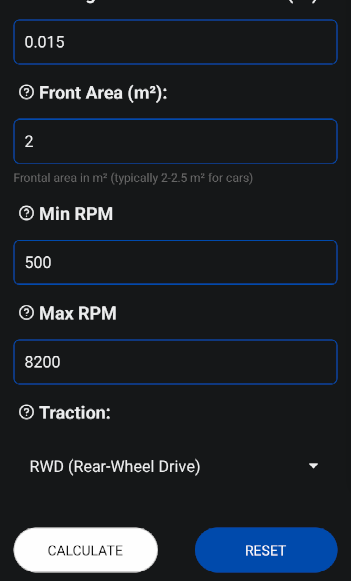 0.015
Front Area (m²):
2
Frontal area in m² (typically 2-2.5 m² for cars)
Min RPM
500
Max RPM
8200
Traction:
RWD (Rear-Wheel Drive)
CALCULATE RESET